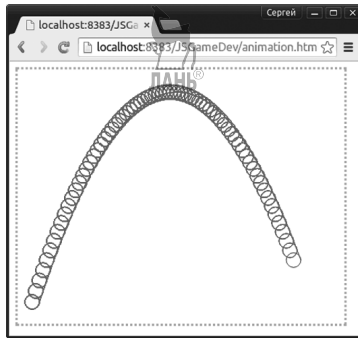 Сергей
localhost:8383/JSGa
localhost:8383/JSGameDev/animation.htm
ЛАНЬ®